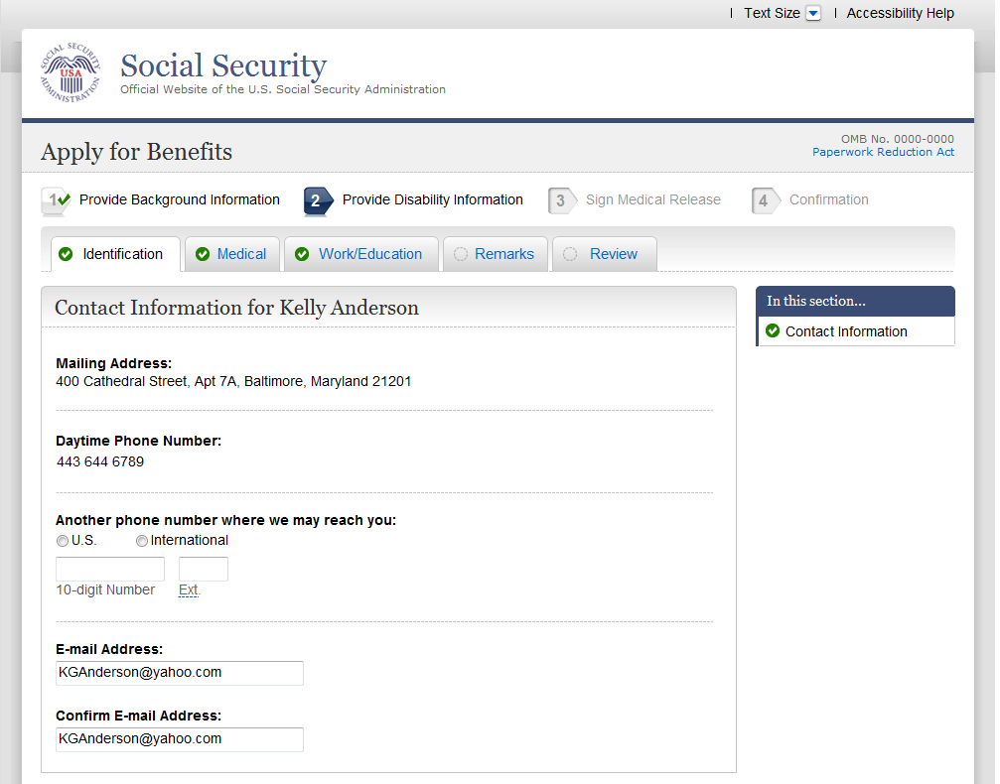 Text Size
Accessibility Help
SOCIAL SECURITY ADMINISTRATION
USA
Social Security
Official Website of the U.S. Social Security Administration
Apply for Benefits
OMB No. 0000-0000
Paperwork Reduction Act
1 Provide Background Information 2 Provide Disability Information 3 Sign Medical Release 4 Confirmation
Identification Medical Work/Education Remarks Review
Contact Information for Kelly Anderson
Mailing Address:
400 Cathedral Street, Apt 7A, Baltimore, Maryland 21201
Daytime Phone Number:
443 644 6789
Another phone number where we may reach you:
U.S. International
10-digit Number Ext.
E-mail Address:
KGAnderson@yahoo.com
Confirm E-mail Address:
KGAnderson@yahoo.com
In this section...
Contact Information